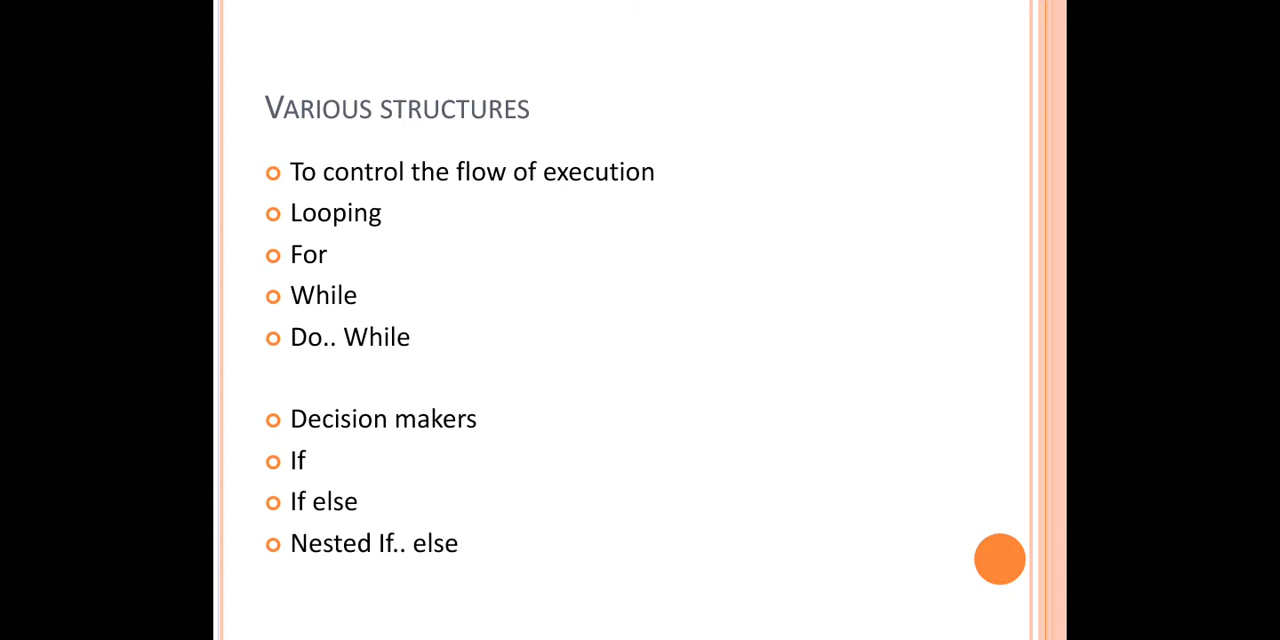 VARIOUS STRUCTURES
To control the flow of execution
Looping
For
While
Do.. While
Decision makers
If
If else
Nested If.. else